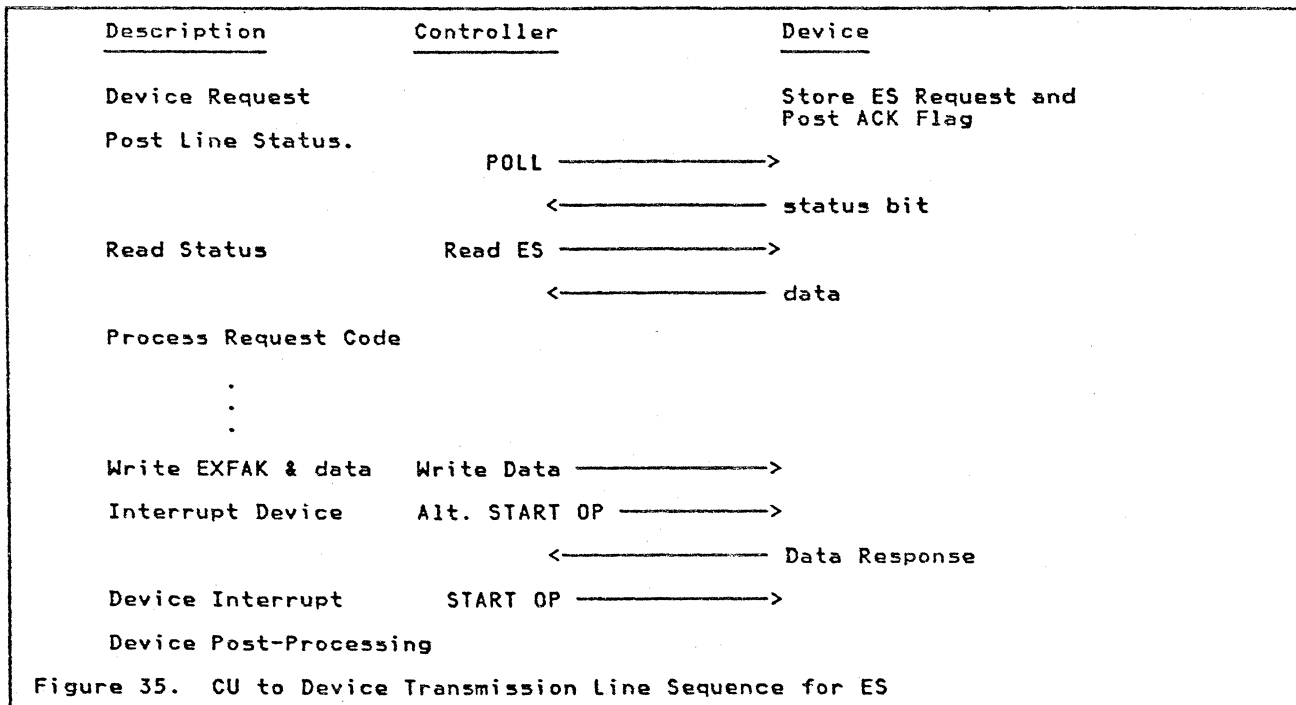 Description Controller Device
Device Request Store ES Request and
Post ACK Flag
Post Line Status.
POLL ———————>
<——————— status bit
Read Status Read ES ———————>
<——————— data
Process Request Code
.
.
.
Write EXFAK & data Write Data ———————>
Interrupt Device Alt. START OP ———————>
<——————— Data Response
Device Interrupt START OP ———————>
Device Post-Processing
Figure 35. CU to Device Transmission Line Sequence for ES